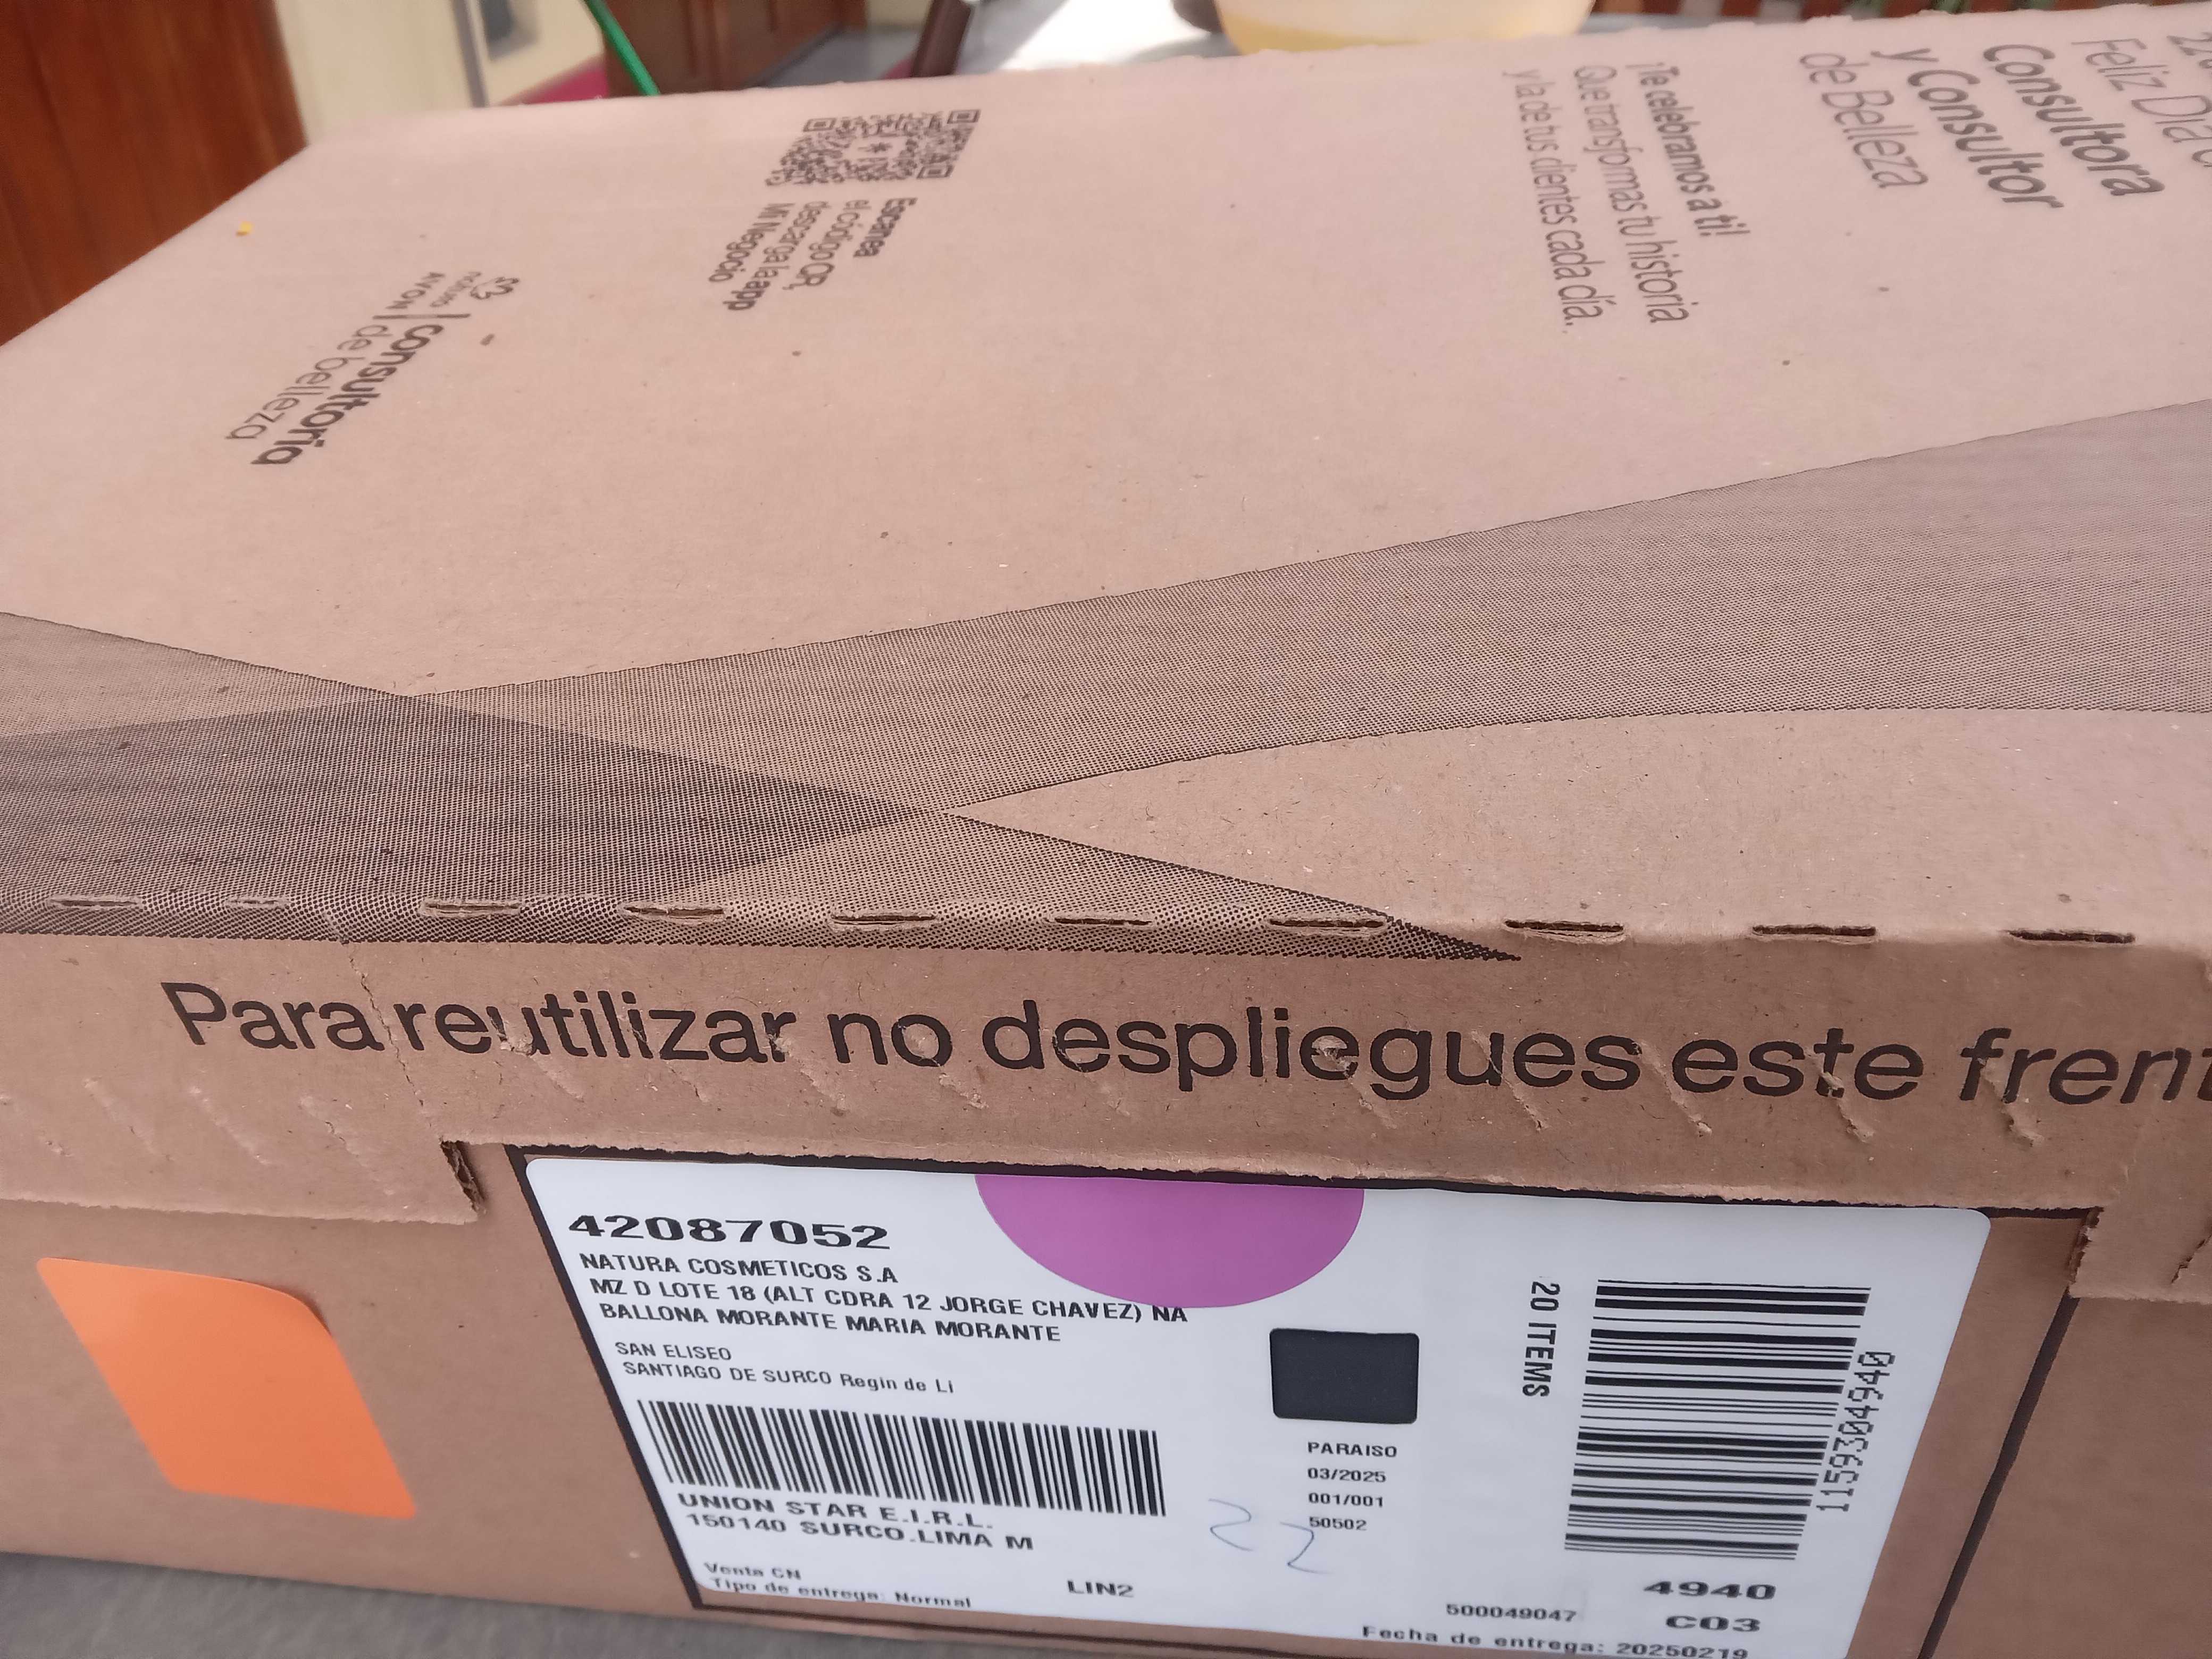 Feliz Día
Consultora
y Consultor
de Belleza
¡Te celebramos a ti!
Que transformas tu historia
y la de tus clientes cada día.
Escanea
el código QR,
descarga la app
Mi Negocio
natura
AVON
consultoria
de belleza
Para reutilizar no despliegues este
42087052
NATURA COSMETICOS S.A
MZ D LOTE 18 (ALT CDRA 12 JORGE CHAVEZ) NA
BALLONA MORANTE MARIA MORANTE
SAN ELISEO
SANTIAGO DE SURCO Regin de Li
UNION STAR E.I.R.L.
150140 SURCO.LIMA M
Venta CN
Tipo de entrega: Normal
LIN2
PARAISO
03/2025
001/001
50502
22
20 ITEMS
1159304940
4940
500049047
C03
Fecha de entrega: 20250219